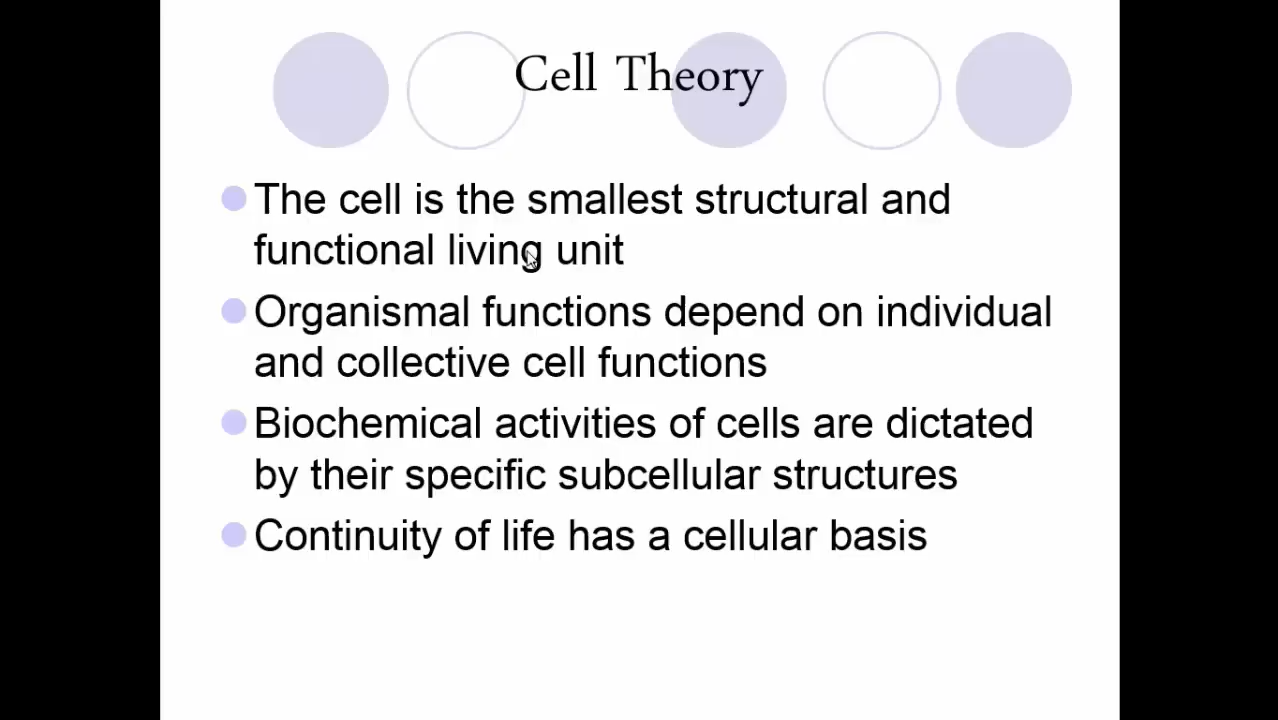 Cell Theory
The cell is the smallest structural and
functional living unit
Organismal functions depend on individual
and collective cell functions
Biochemical activities of cells are dictated
by their specific subcellular structures
Continuity of life has a cellular basis